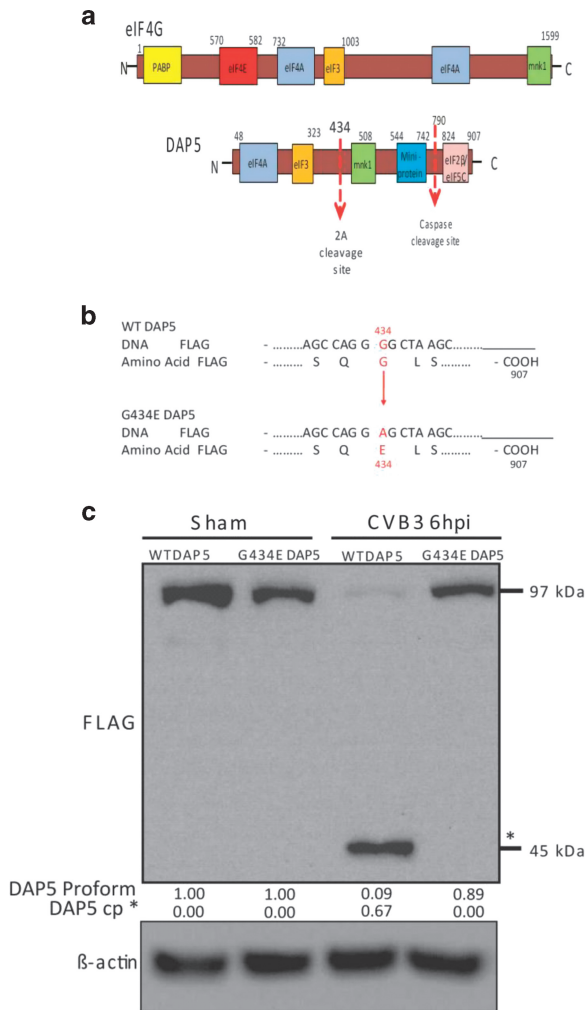 a
eIF4G
1 570 582 732 1003 1599
N PABP eIF4E eIF4A eIF3 eIF4A mnk1 C
DAP5
48 323 434 508 544 742 790 824 907
N eIF4A eIF3 mnk1 Mini- protein eIF2β/ eIF5C C
2A
cleavage
site
Caspase
cleavage site
b
WT DAP5
434
DNA FLAG - .........AGC CAG G GG CTA AGC.........
Amino Acid FLAG - ......... S Q G L S..... - COOH
907
G434E DAP5
DNA FLAG - .........AGC CAG G AG CTA AGC.........
Amino Acid FLAG - ......... S Q E L S..... - COOH
434 907
c
Sham CVB3 6hpi
WTDAP5 G434E DAP5 WTDAP5 G434E DAP5
97 kDa
FLAG
*
45 kDa
DAP5 Proform 1.00 1.00 0.09 0.89
DAP5 cp * 0.00 0.00 0.67 0.00
ß-actin